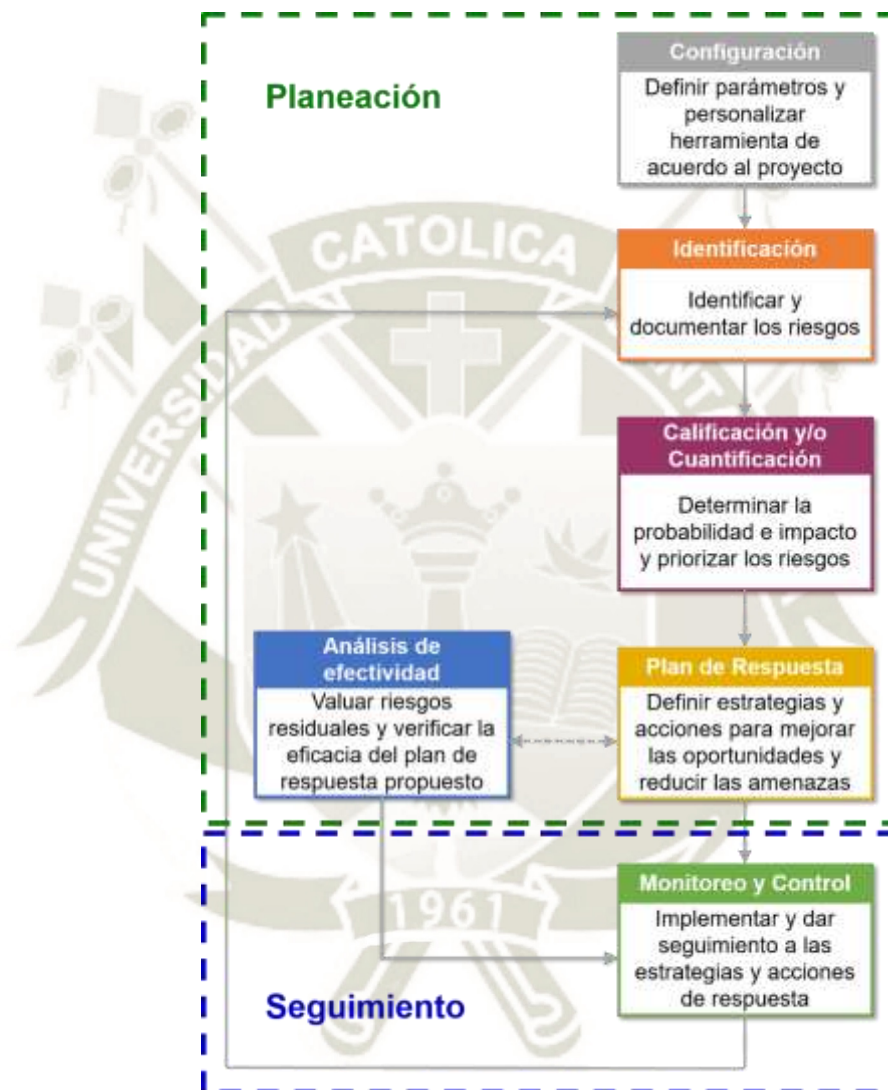 Planeación
Configuración
Definir parámetros y
personalizar
herramienta de
acuerdo al proyecto
Identificación
Identificar y
documentar los riesgos
Calificación y/o
Cuantificación
Determinar la
probabilidad e impacto
y priorizar los riesgos
Análisis de
efectividad
Valuar riesgos
residuales y verificar la
eficacia del plan de
respuesta propuesto
Plan de Respuesta
Definir estrategias y
acciones para mejorar
las oportunidades y
reducir las amenazas
Monitoreo y Control
Implementar y dar
seguimiento a las
estrategias y acciones
de respuesta
Seguimiento
UNIVERSIDAD
CATOLICA
1961